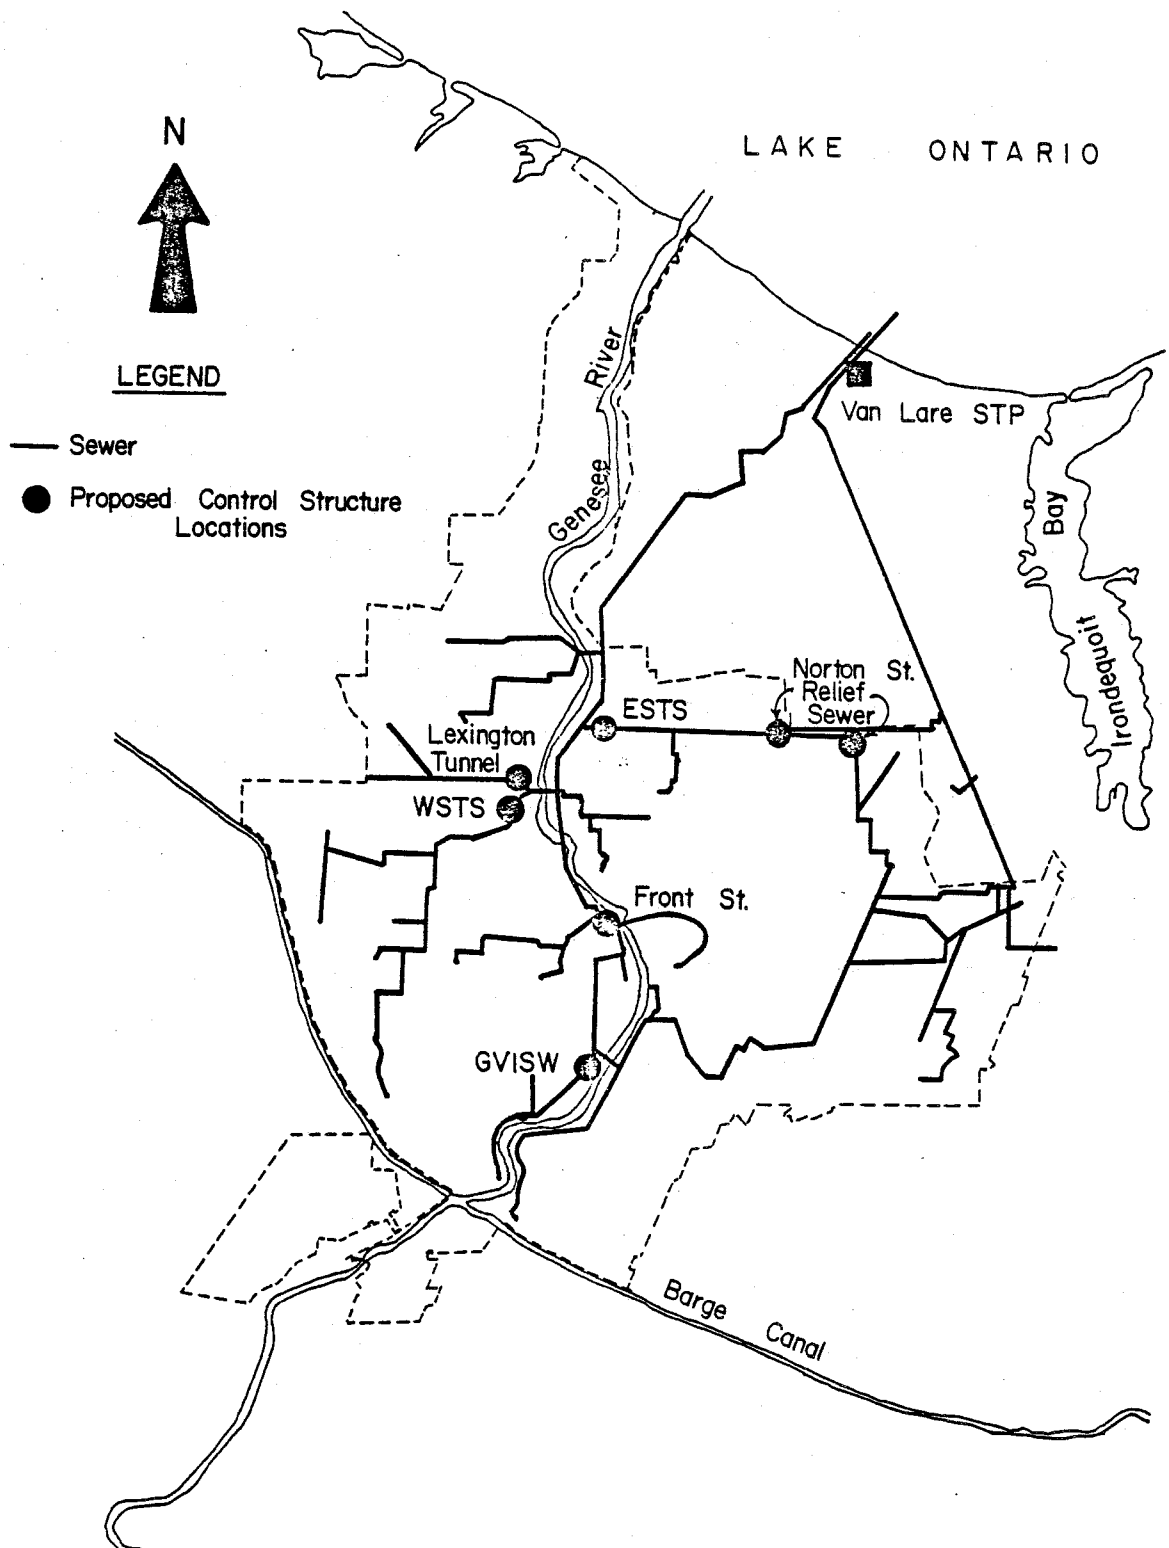 N
LAKE ONTARIO
LEGEND
Sewer
Proposed Control Structure
Locations
River
Genesee
Van Lare STP
Bay
Irondequoit
Norton St.
Relief
Sewer
ESTS
Lexington
Tunnel
WSTS
Front St.
GVISW
Barge Canal